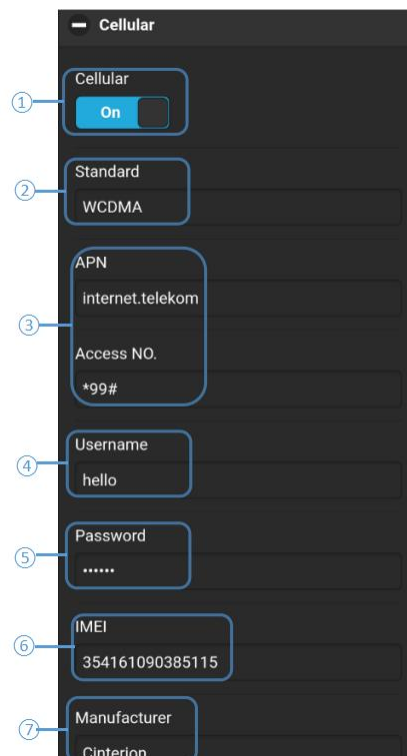 Cellular
① Cellular
On
② Standard
WCDMA
③ APN
internet.telekom
Access NO.
*99#
④ Username
hello
⑤ Password
••••••
⑥ IMEI
354161090385115
⑦ Manufacturer
Cinterion